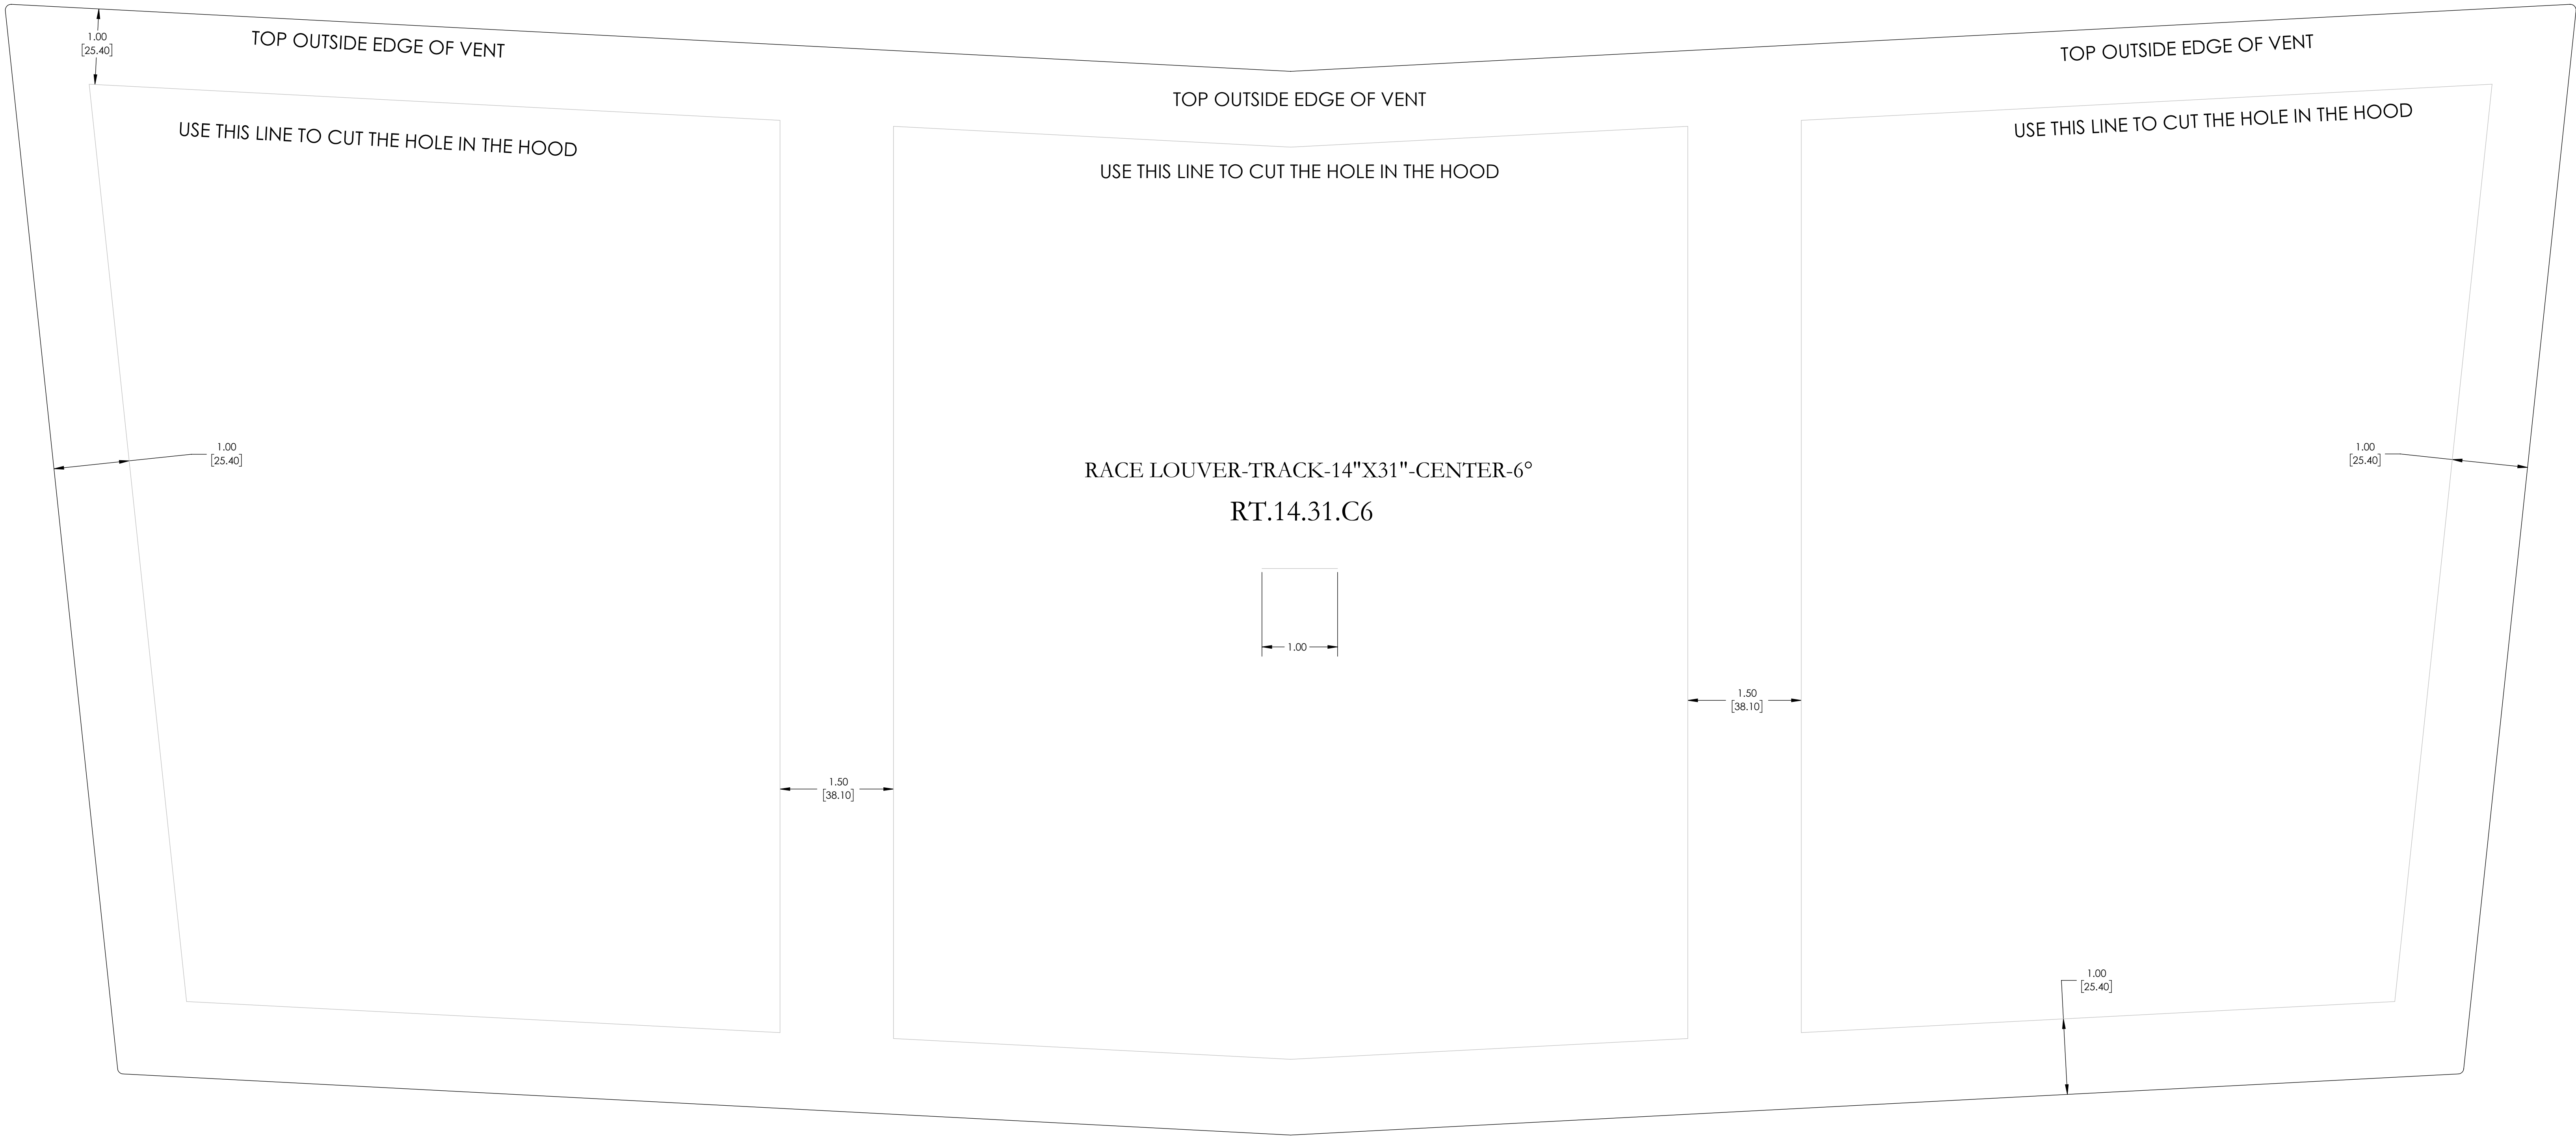 1.00
[25.40]
TOP OUTSIDE EDGE OF VENT
TOP OUTSIDE EDGE OF VENT
TOP OUTSIDE EDGE OF VENT
USE THIS LINE TO CUT THE HOLE IN THE HOOD
USE THIS LINE TO CUT THE HOLE IN THE HOOD
USE THIS LINE TO CUT THE HOLE IN THE HOOD
1.00
[25.40]
1.00
[25.40]
RACE LOUVER-TRACK-14"X31"-CENTER-6°
RT.14.31.C6
1.00
1.50
[38.10]
1.50
[38.10]
1.00
[25.40]